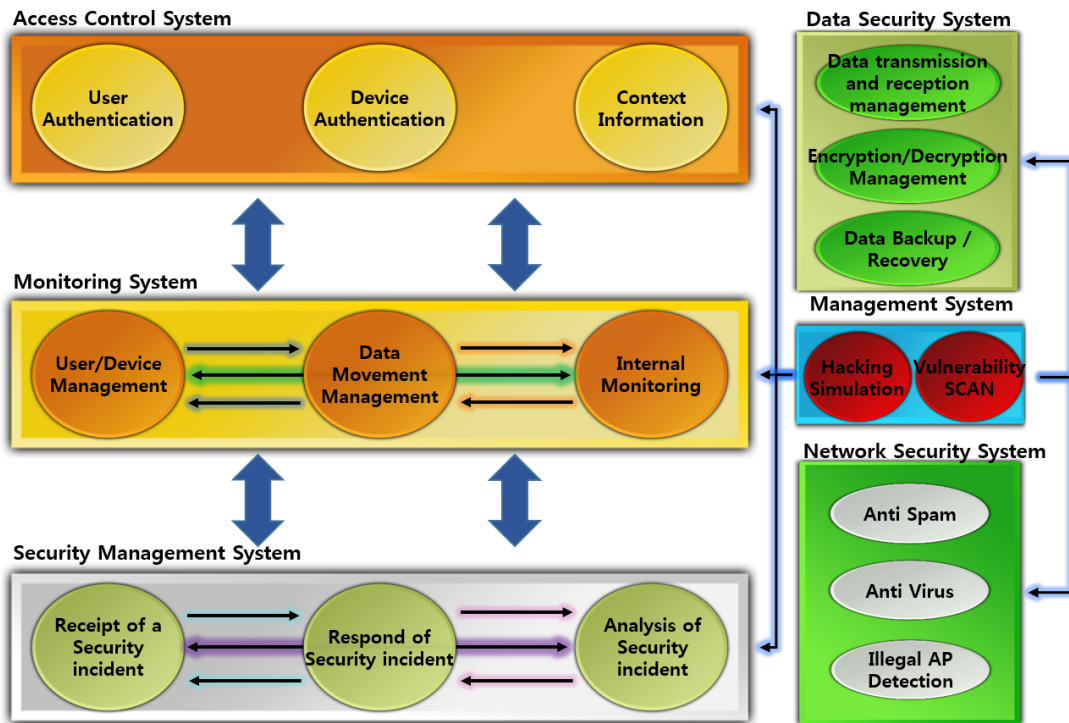 Access Control System
User
Authentication
Device
Authentication
Context
Information
Monitoring System
User/Device
Management
Data
Movement
Management
Internal
Monitoring
Security Management System
Receipt of a
Security
incident
Respond of
Security incident
Analysis of
Security
incident
Data Security System
Data transmission
and reception
management
Encryption/Decryption
Management
Data Backup /
Recovery
Management System
Hacking
Simulation
Vulnerability
SCAN
Network Security System
Anti Spam
Anti Virus
Illegal AP
Detection